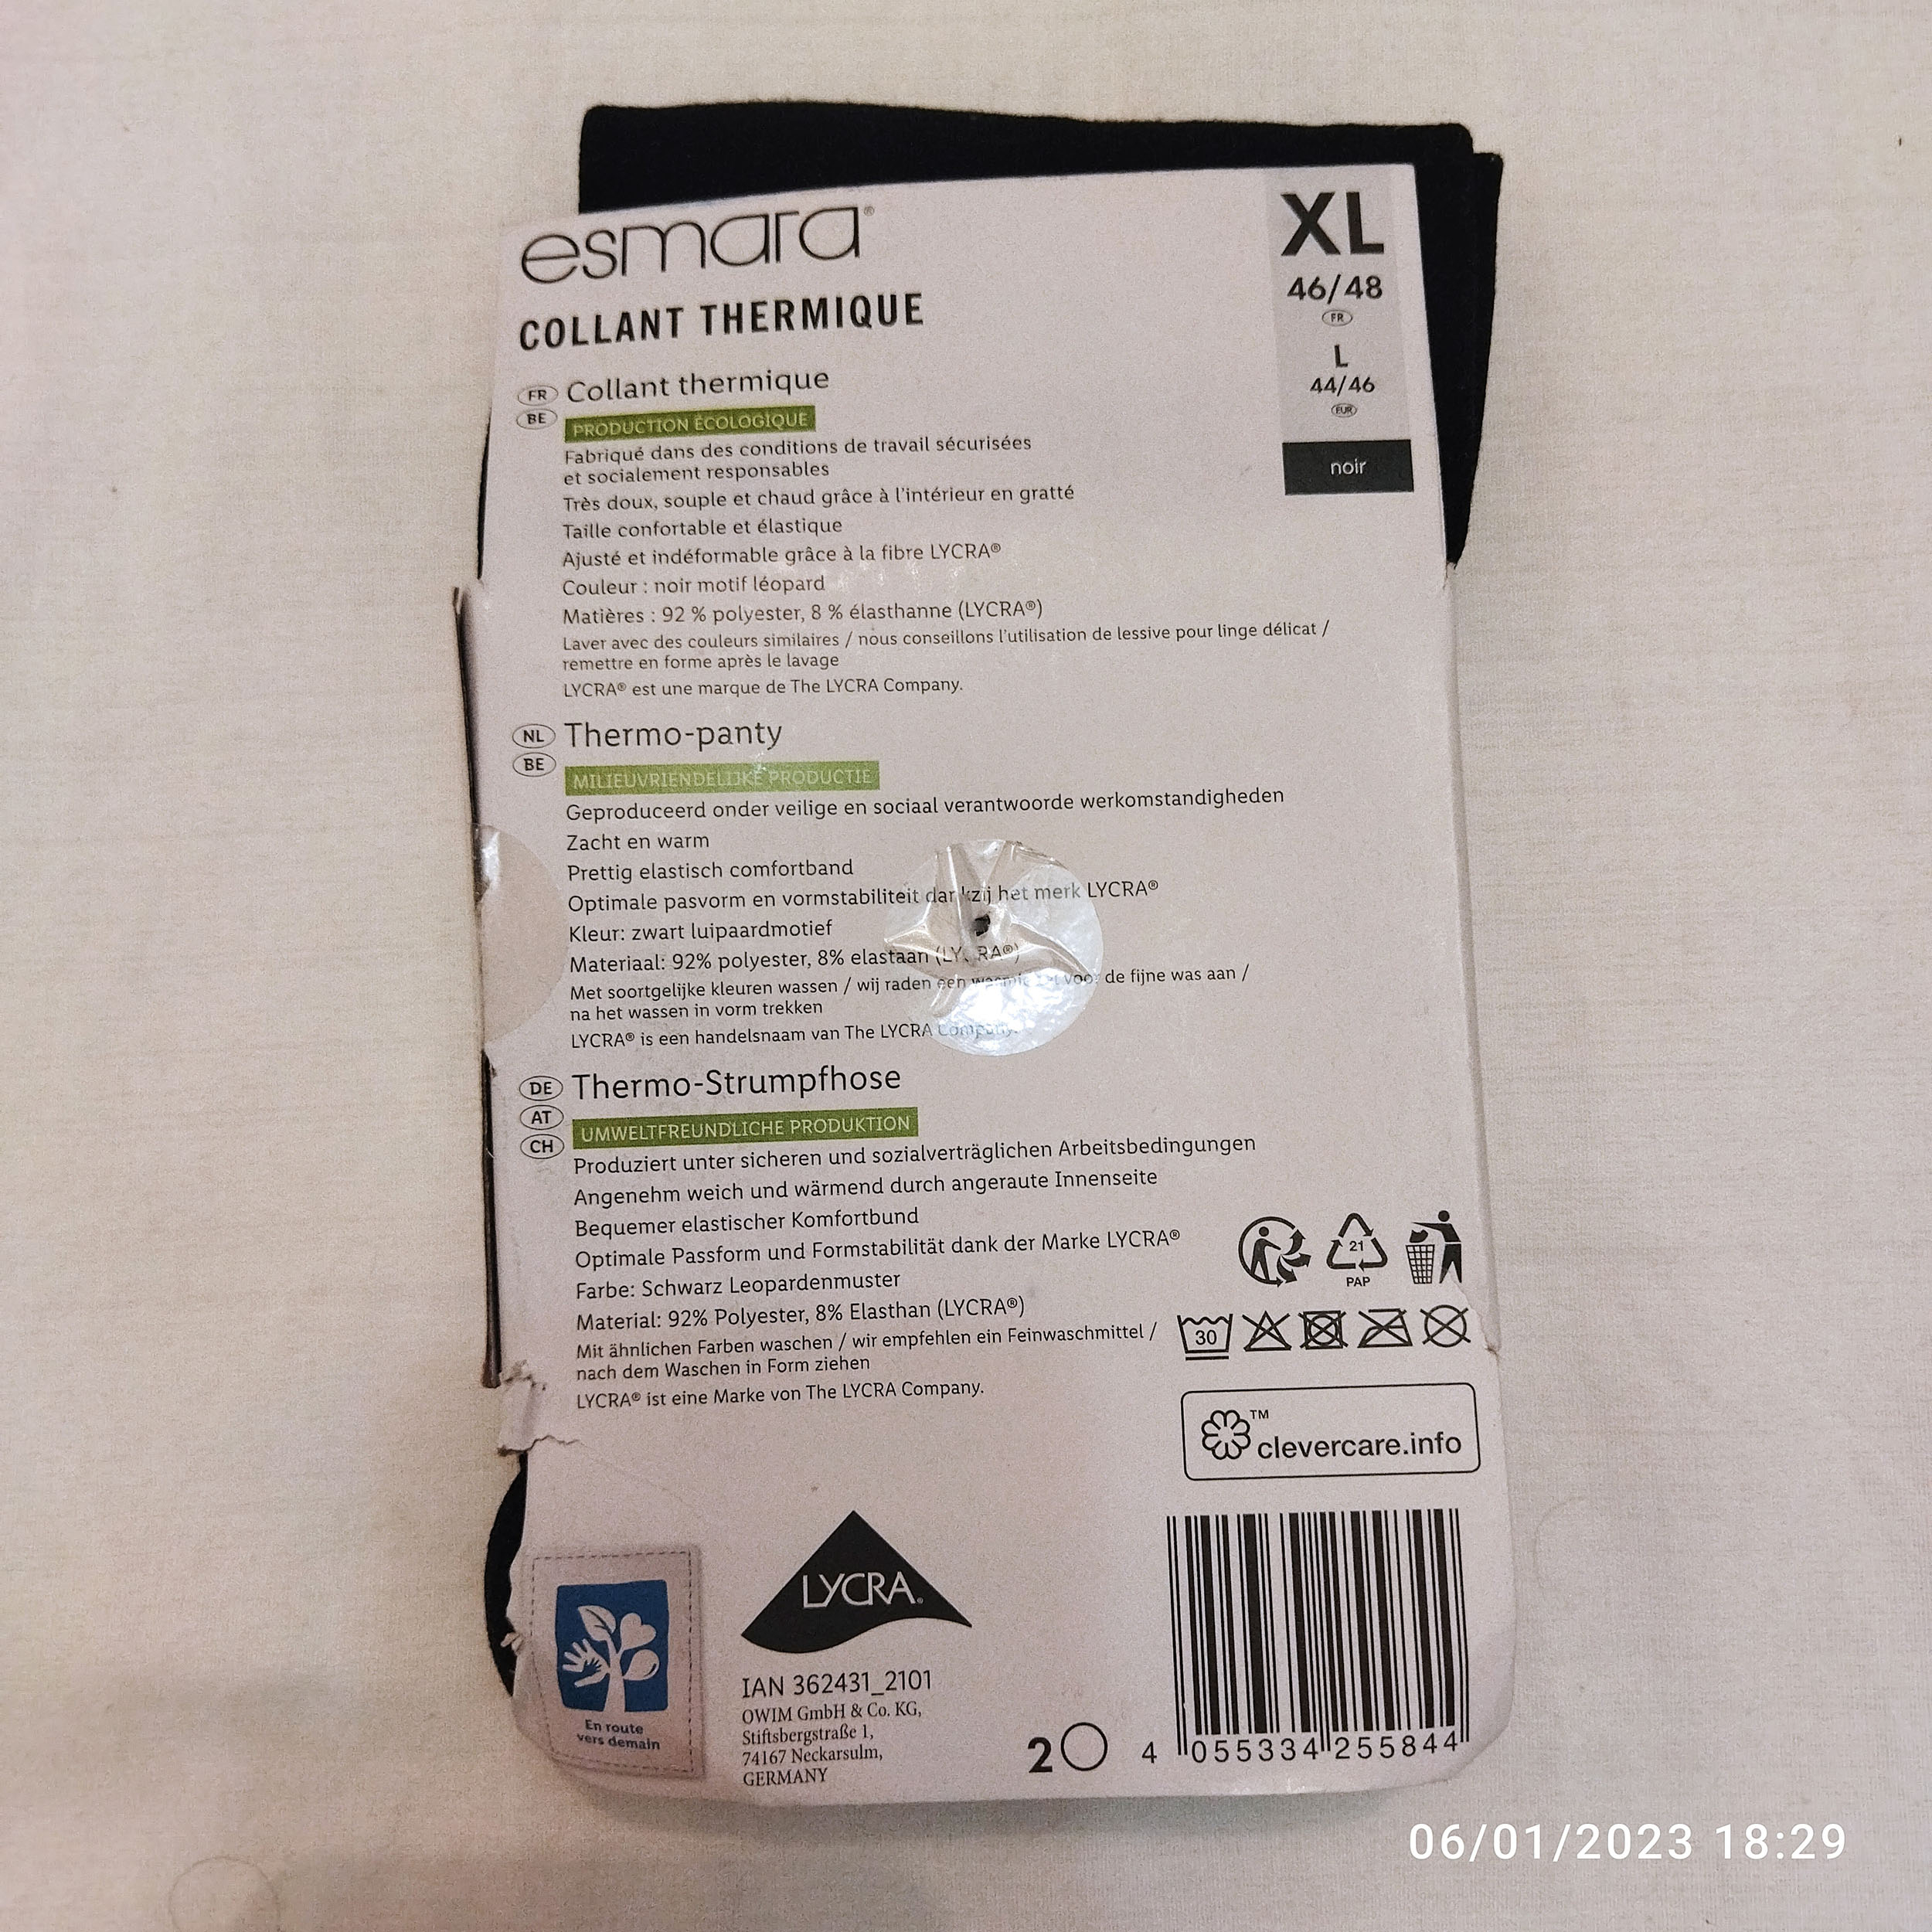 esmara®
COLLANT THERMIQUE
XL
46/48
FR
L
44/46
EUR
noir
FR Collant thermique
BE PRODUCTION ÉCOLOGIQUE
Fabriqué dans des conditions de travail sécurisées
et socialement responsables
Très doux, souple et chaud grâce à l'intérieur en gratté
Taille confortable et élastique
Ajusté et indéformable grâce à la fibre LYCRA®
Couleur : noir motif léopard
Matières : 92 % polyester, 8 % élasthanne (LYCRA®)
Laver avec des couleurs similaires / nous conseillons l'utilisation de lessive pour linge délicat /
remettre en forme après le lavage
LYCRA® est une marque de The LYCRA Company.
NL Thermo-panty
BE MILIEUVRIENDELIJKE PRODUCTIE
Geproduceerd onder veilige en sociaal verantwoorde werkomstandigheden
Zacht en warm
Prettig elastisch comfortband
Optimale pasvorm en vormstabiliteit dankzij het merk LYCRA®
Kleur: zwart luipaardmotief
Materiaal: 92% polyester, 8% elastaan (LYCRA®)
Met soortgelijke kleuren wassen / wij raden een voor de fijne was aan /
na het wassen in vorm trekken
LYCRA® is een handelsnaam van The LYCRA Company.
DE Thermo-Strumpfhose
AT UMWELTFREUNDLICHE PRODUKTION
CH
Produziert unter sicheren und sozialverträglichen Arbeitsbedingungen
Angenehm weich und wärmend durch angeraute Innenseite
Bequemer elastischer Komfortbund
Optimale Passform und Formstabilität dank der Marke LYCRA®
Farbe: Schwarz Leopardenmuster
Material: 92% Polyester, 8% Elasthan (LYCRA®)
Mit ähnlichen Farben waschen / wir empfehlen ein Feinwaschmittel /
nach dem Waschen in Form ziehen
LYCRA® ist eine Marke von The LYCRA Company.
21
PAP
30
™
clevercare.info
En route
vers demain
LYCRA®
IAN 362431_2101
OWIM GmbH & Co. KG,
Stiftsbergstraße 1,
74167 Neckarsulm,
GERMANY
2
4 055334 255844
06/01/2023 18:29